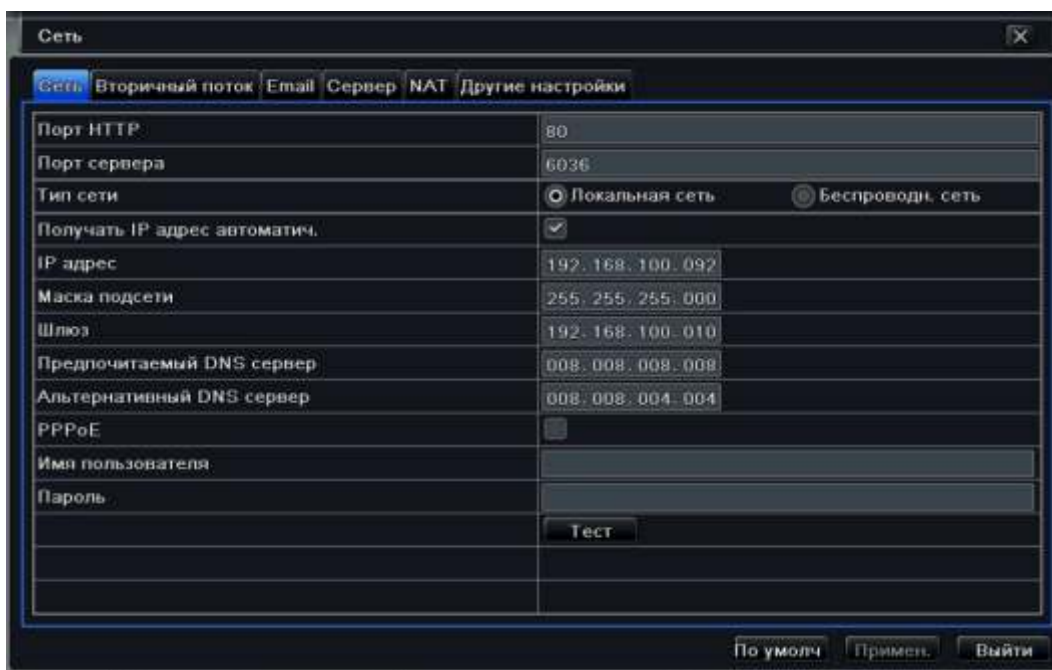 Сеть
Сеть Вторичный поток Email Сервер NAT Другие настройки
Порт HTTP 80
Порт сервера 6036
Тип сети Локальная сеть Беспроводн. сеть
Получать IP адрес автоматич.
IP адрес 192.168.100.092
Маска подсети 255.255.255.000
Шлюз 192.168.100.010
Предпочитаемый DNS сервер 008.008.008.008
Альтернативный DNS сервер 008.008.004.004
PPPoE
Имя пользователя
Пароль
Тест
По умолч Примен. Выйти